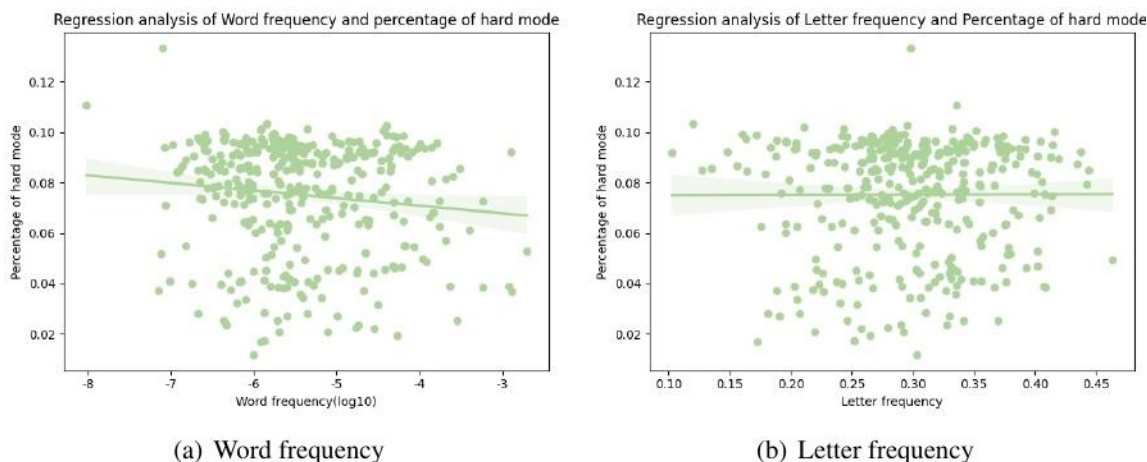 Regression analysis of Word frequency and percentage of hard mode
Percentage of hard mode
0.12
0.10
0.08
0.06
0.04
0.02
-8 -7 -6 -5 -4 -3
Word frequency(log10)
(a) Word frequency
Regression analysis of Letter frequency and Percentage of hard mode
Percentage of hard mode
0.12
0.10
0.08
0.06
0.04
0.02
0.10 0.15 0.20 0.25 0.30 0.35 0.40 0.45
Letter frequency
(b) Letter frequency